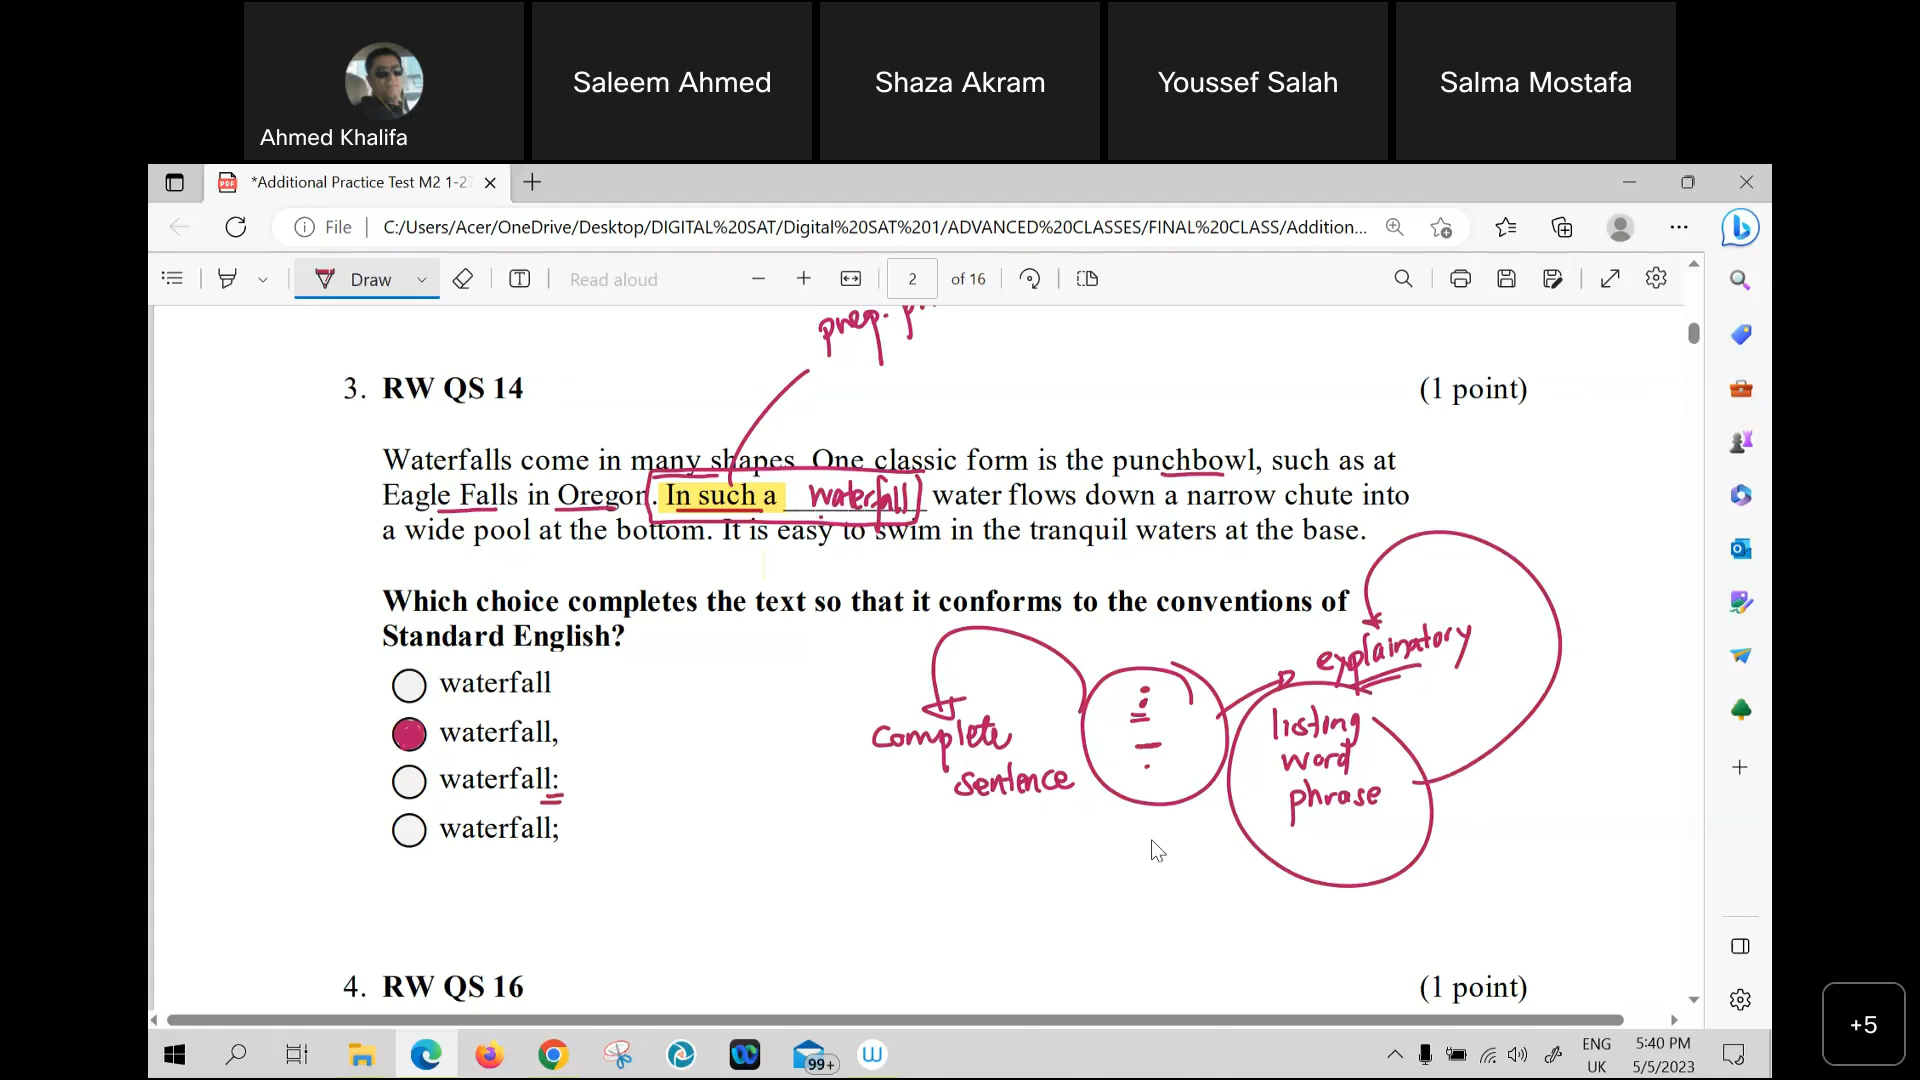 Saleem Ahmed
Shaza Akram
Youssef Salah
Salma Mostafa
Ahmed Khalifa
*Additional Practice Test M2 1-27
File
C:/Users/Acer/OneDrive/Desktop/DIGITAL%20SAT/Digital%20SAT%201/ADVANCED%20CLASSES/FINAL%20CLASS/Addition...
Draw
Read aloud
2
of 16
prep.
3. RW QS 14
(1 point)
Waterfalls come in many shapes. One classic form is the punchbowl, such as at
Eagle Falls in Oregon. In such a waterfall water flows down a narrow chute into
a wide pool at the bottom. It is easy to swim in the tranquil waters at the base.
Which choice completes the text so that it conforms to the conventions of
Standard English?
waterfall
waterfall,
waterfall:
waterfall;
complete
sentence
:
—
.
explainatory
listing
word
phrase
4. RW QS 16
(1 point)
+5
99+
ENG
UK
5:40 PM
5/5/2023